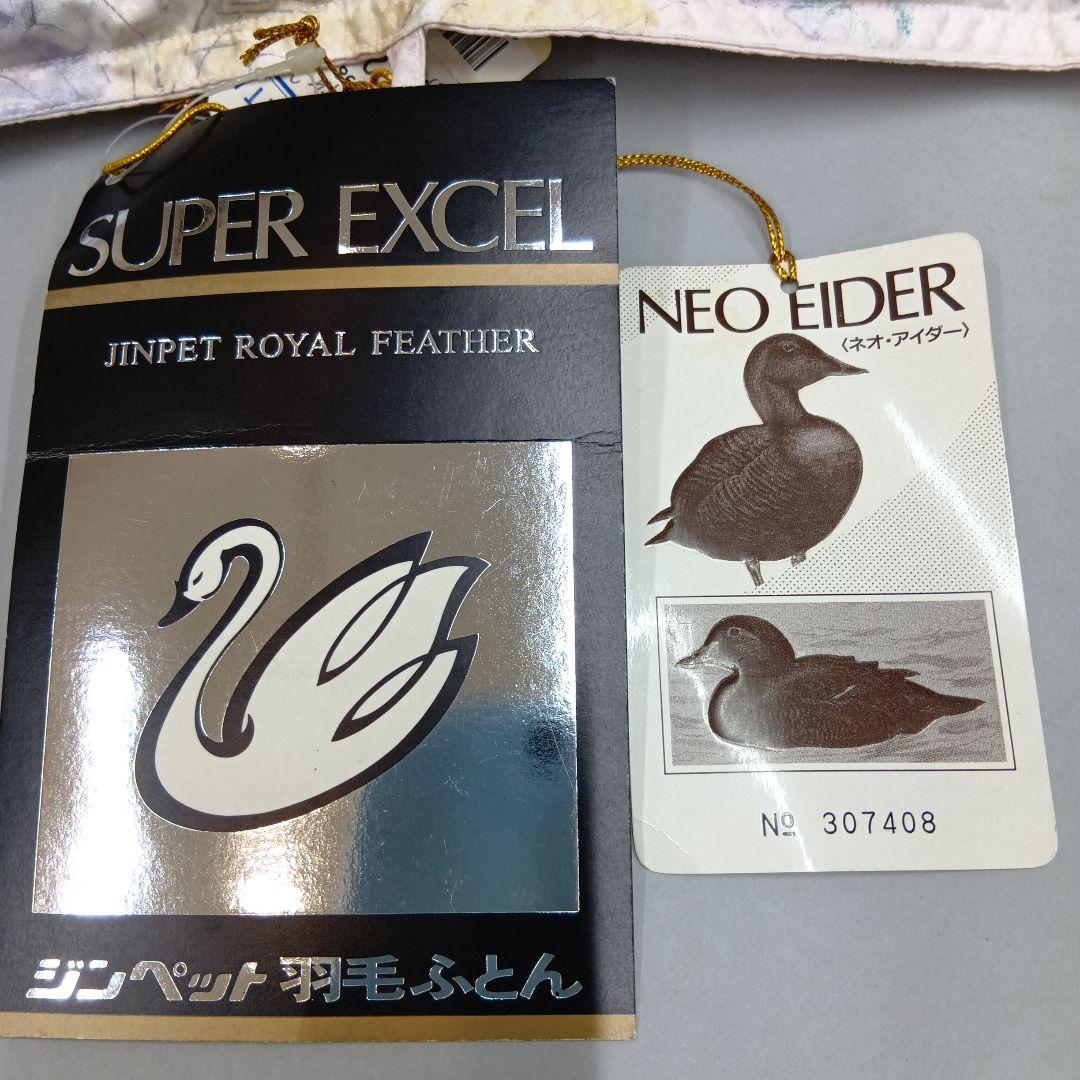 SUPER EXCEL
JINPET ROYAL FEATHER
ジンペット羽毛ふとん
NEO EIDER
〈ネオ・アイダー〉
№ 307408